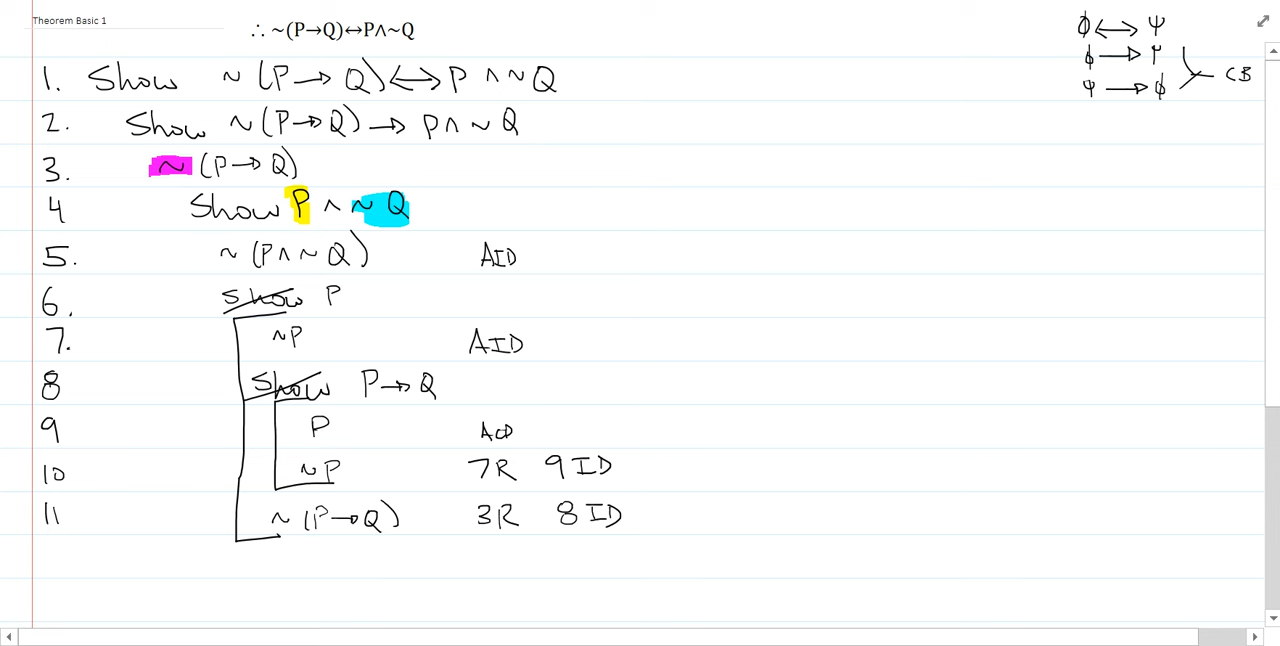 Theorem Basic 1
∴ ~(P→Q)↔P∧~Q
ϕ ⟷ Ψ
ϕ ⟶ Ψ
Ψ ⟶ ϕ
CB
1. Show ~(P→Q)⟷P ∧ ~Q
2. Show ~(P→Q) → P∧ ~Q
3. ~(P→Q)
4 Show P ∧ ~Q
5. ~(P∧~Q) AID
6. Show P
7. ~P AID
8 Show P→Q
9 P ACD
10 ~P 7R 9ID
11 ~(P→Q) 3R 8ID